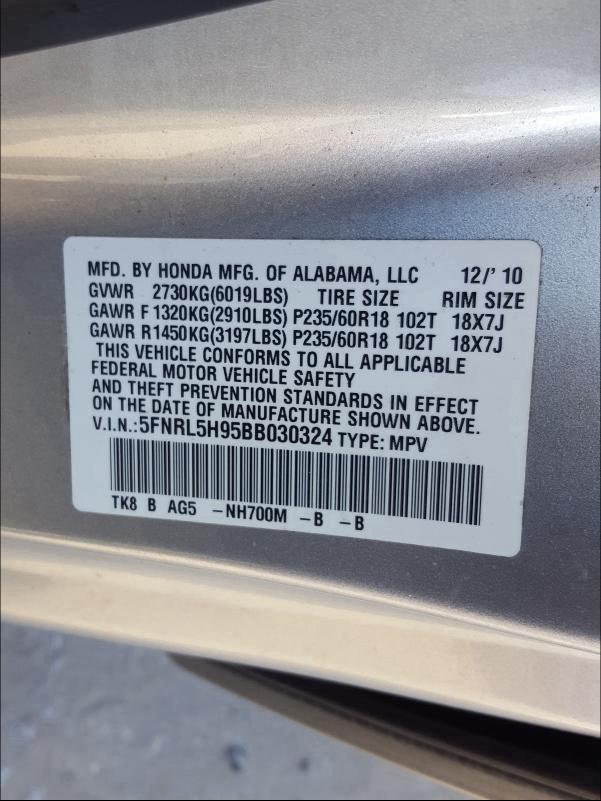 MFD. BY HONDA MFG. OF ALABAMA, LLC 12/'10
GVWR 2730KG(6019LBS) TIRE SIZE RIM SIZE
GAWR F 1320KG(2910LBS) P235/60R18 102T 18X7J
GAWR R1450KG(3197LBS) P235/60R18 102T 18X7J
THIS VEHICLE CONFORMS TO ALL APPLICABLE
FEDERAL MOTOR VEHICLE SAFETY
AND THEFT PREVENTION STANDARDS IN EFFECT
ON THE DATE OF MANUFACTURE SHOWN ABOVE.
V.I.N.:5FNRL5H95BB030324 TYPE: MPV
TK8 B AG5 -NH700M -B -B